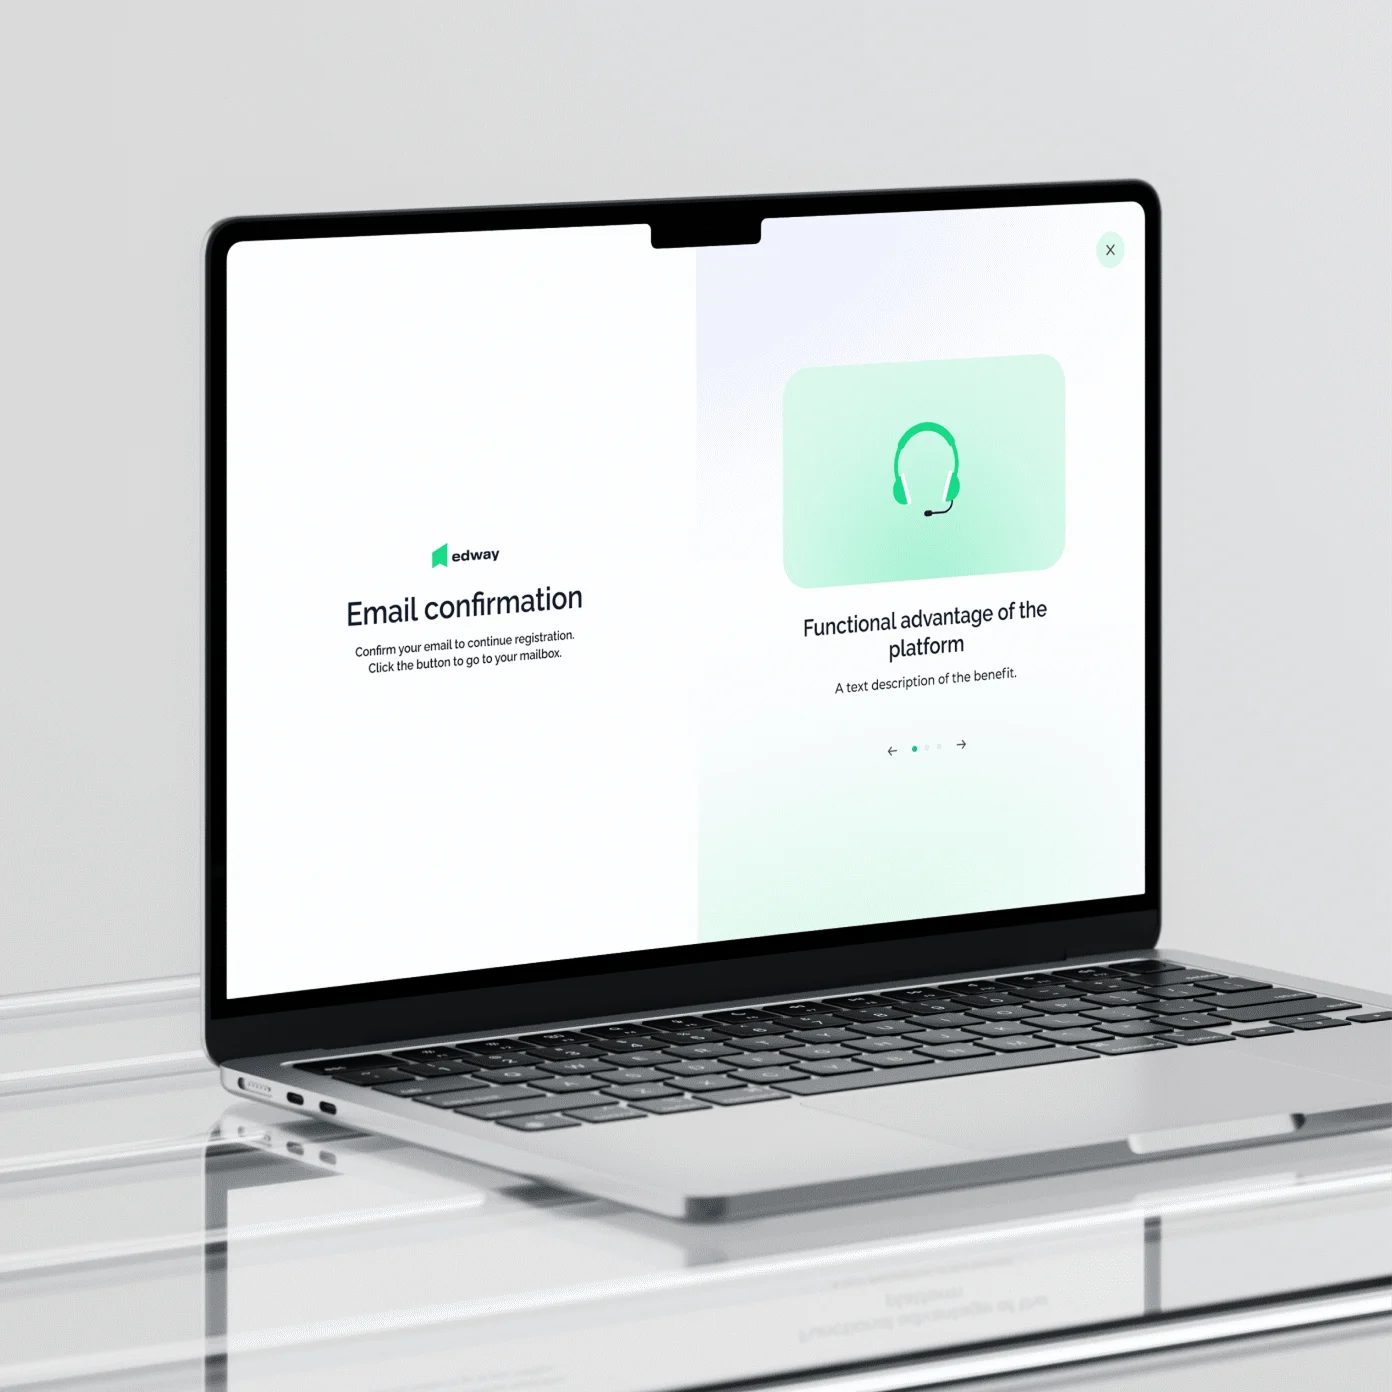 edway
Email confirmation
Confirm your email to continue registration.
Click the button to go to your mailbox.
X
Functional advantage of the
platform
A text description of the benefit.